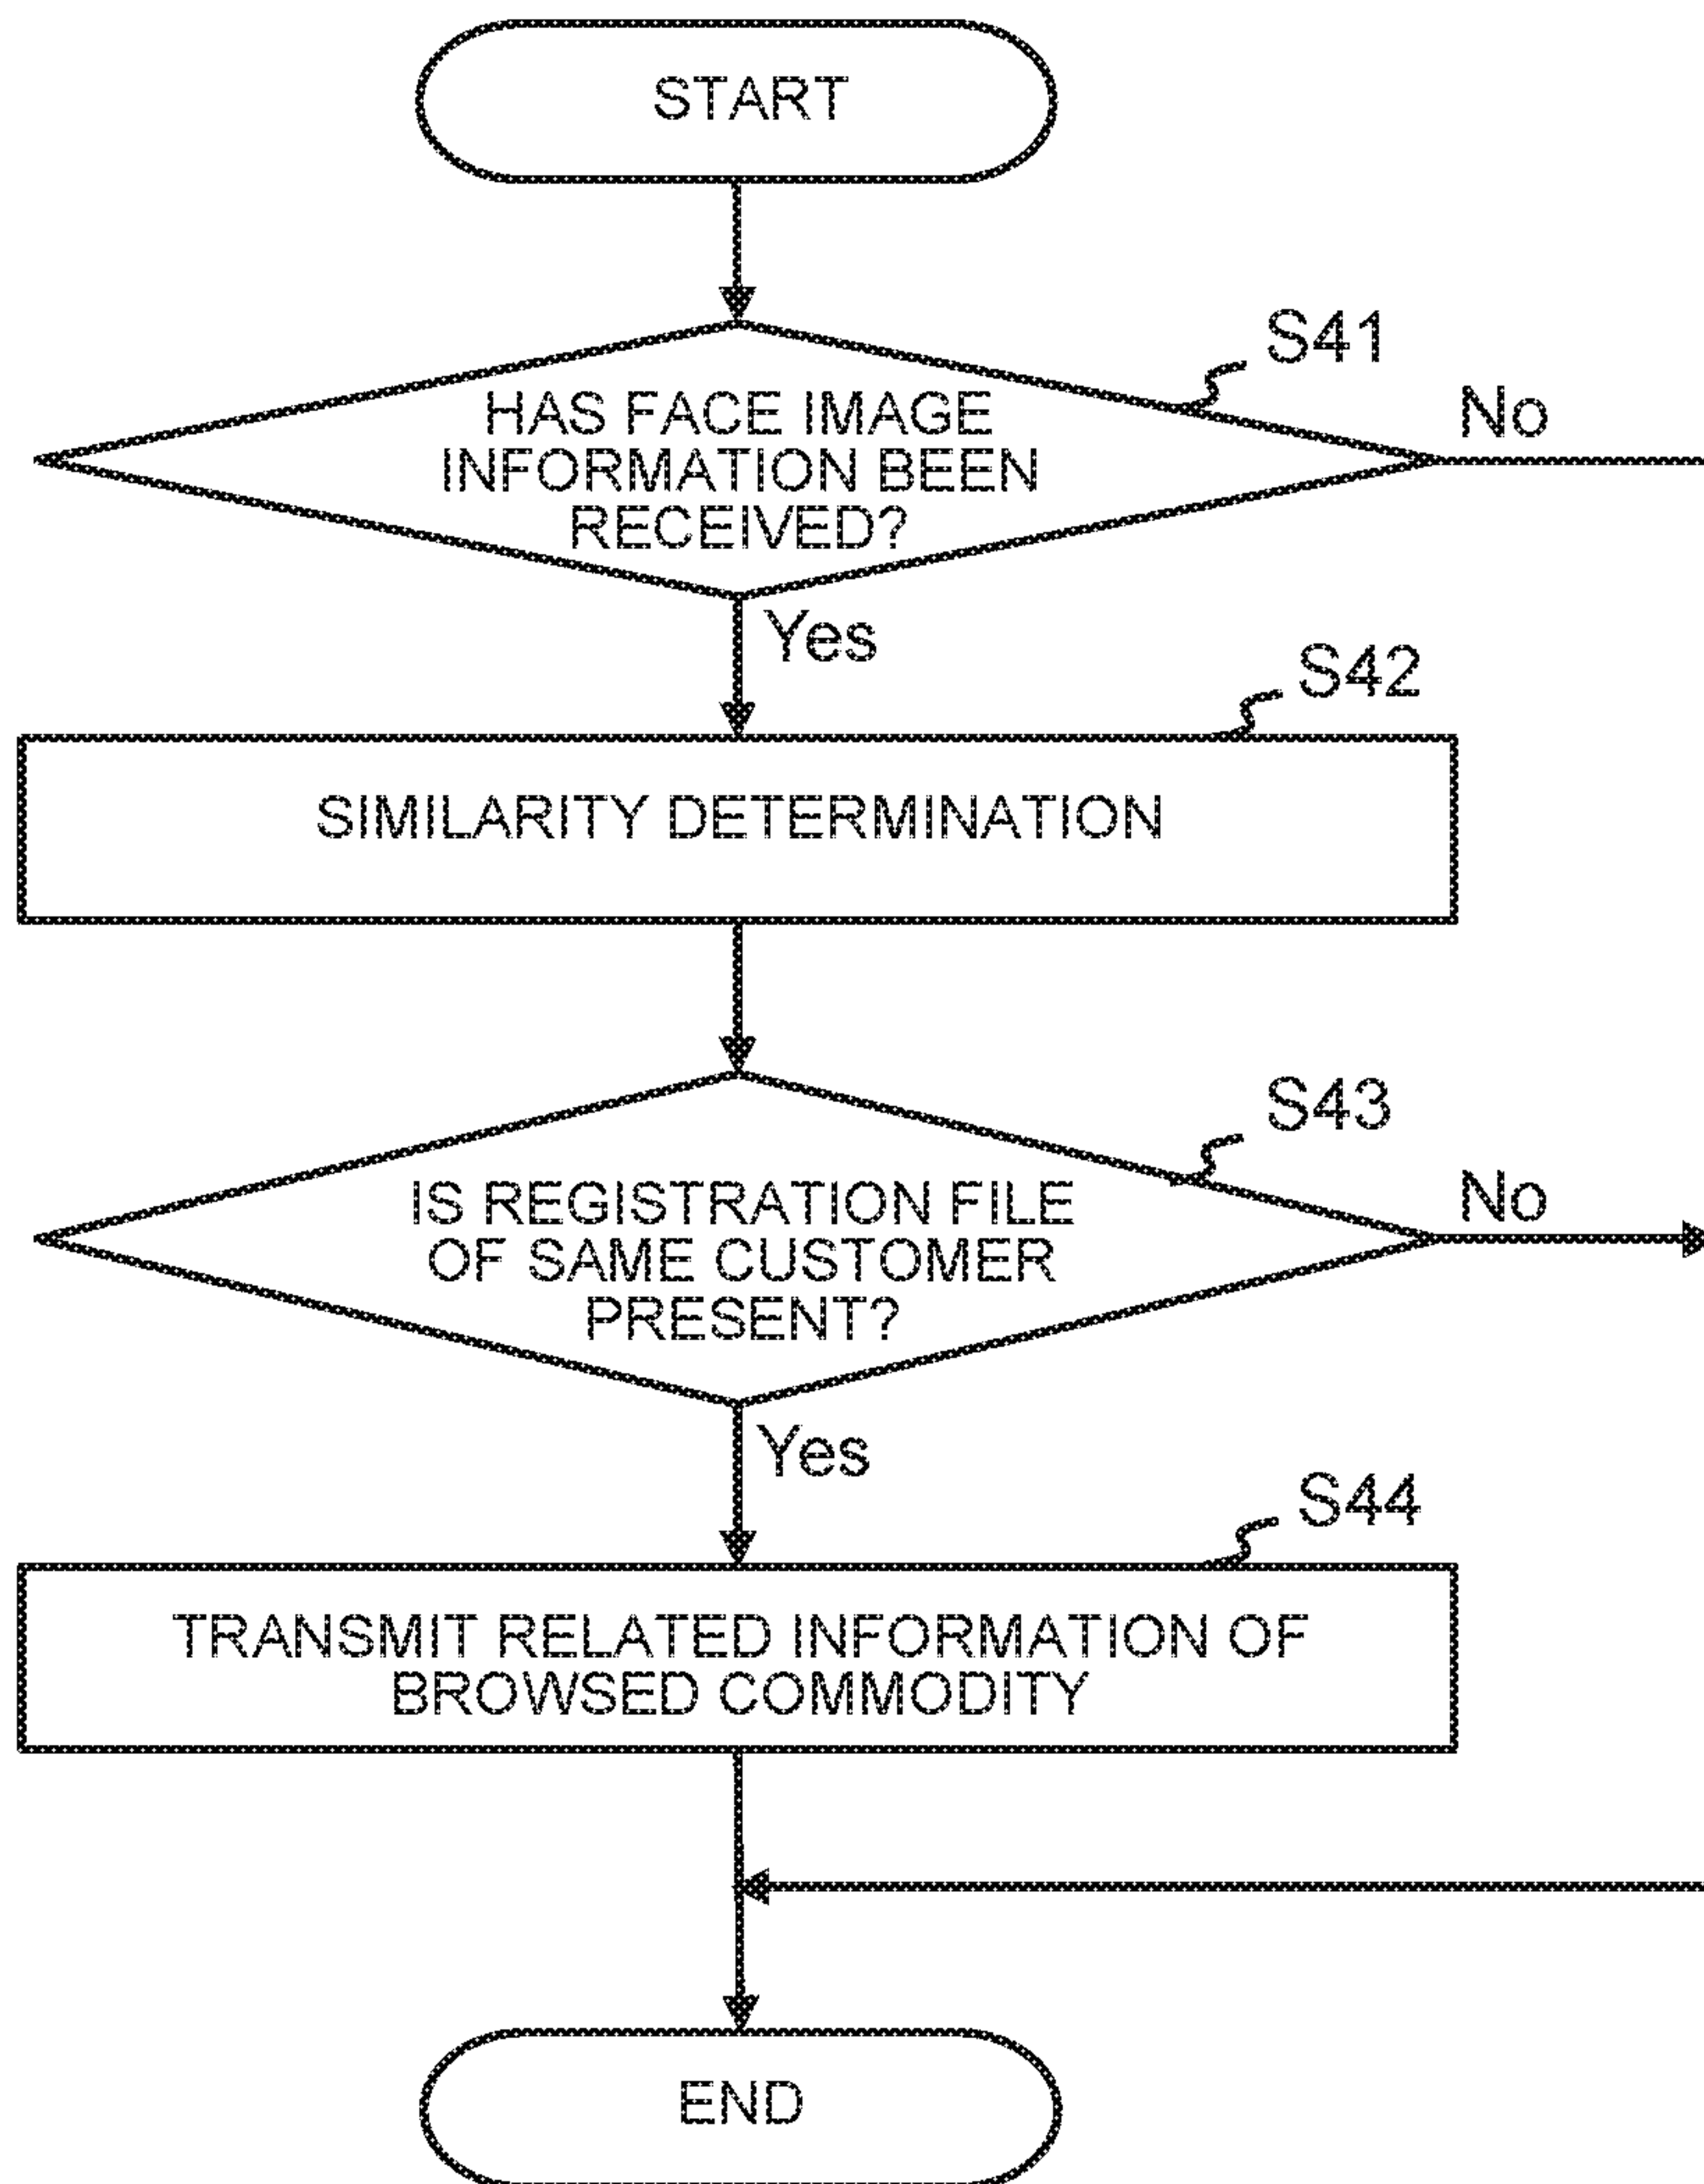 START
S41
No
HAS FACE IMAGE
INFORMATION BEEN
RECEIVED?
Yes
S42
SIMILARITY DETERMINATION
S43
No
IS REGISTRATION FILE
OF SAME CUSTOMER
PRESENT?
Yes
S44
TRANSMIT RELATED INFORMATION OF
BROWSED COMMODITY
END